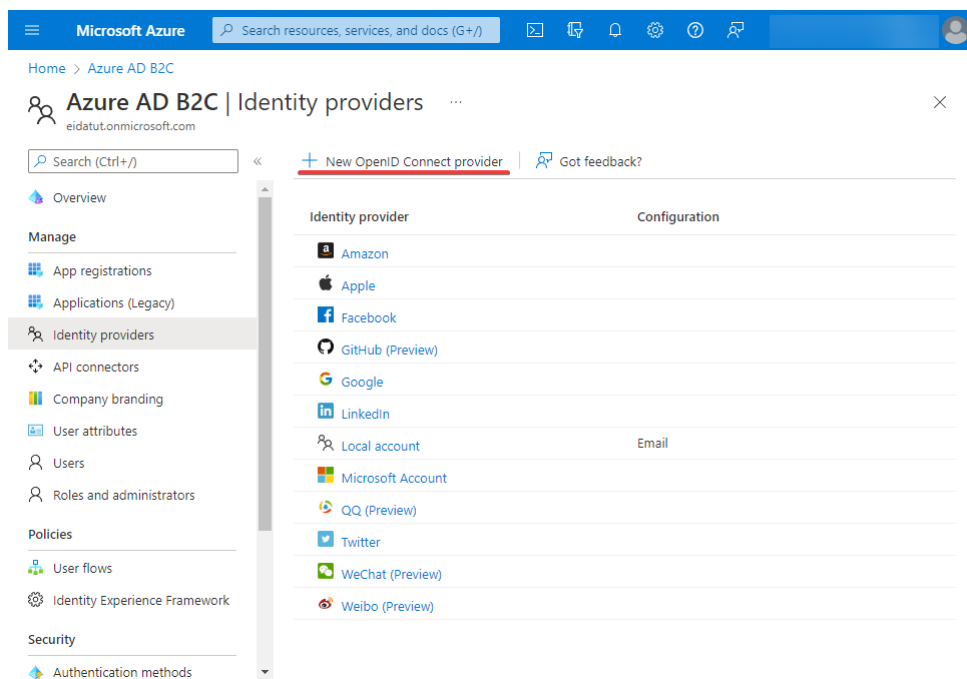 Microsoft Azure
Search resources, services, and docs (G+/)
Home > Azure AD B2C
Azure AD B2C | Identity providers ...
eidatut.onmicrosoft.com
Search (Ctrl+/)
«
+ New OpenID Connect provider
Got feedback?
Overview
Manage
App registrations
Applications (Legacy)
Identity providers
API connectors
Company branding
User attributes
Users
Roles and administrators
Policies
User flows
Identity Experience Framework
Security
Authentication methods
Identity provider Configuration
Amazon
Apple
Facebook
GitHub (Preview)
Google
LinkedIn
Local account Email
Microsoft Account
QQ (Preview)
Twitter
WeChat (Preview)
Weibo (Preview)